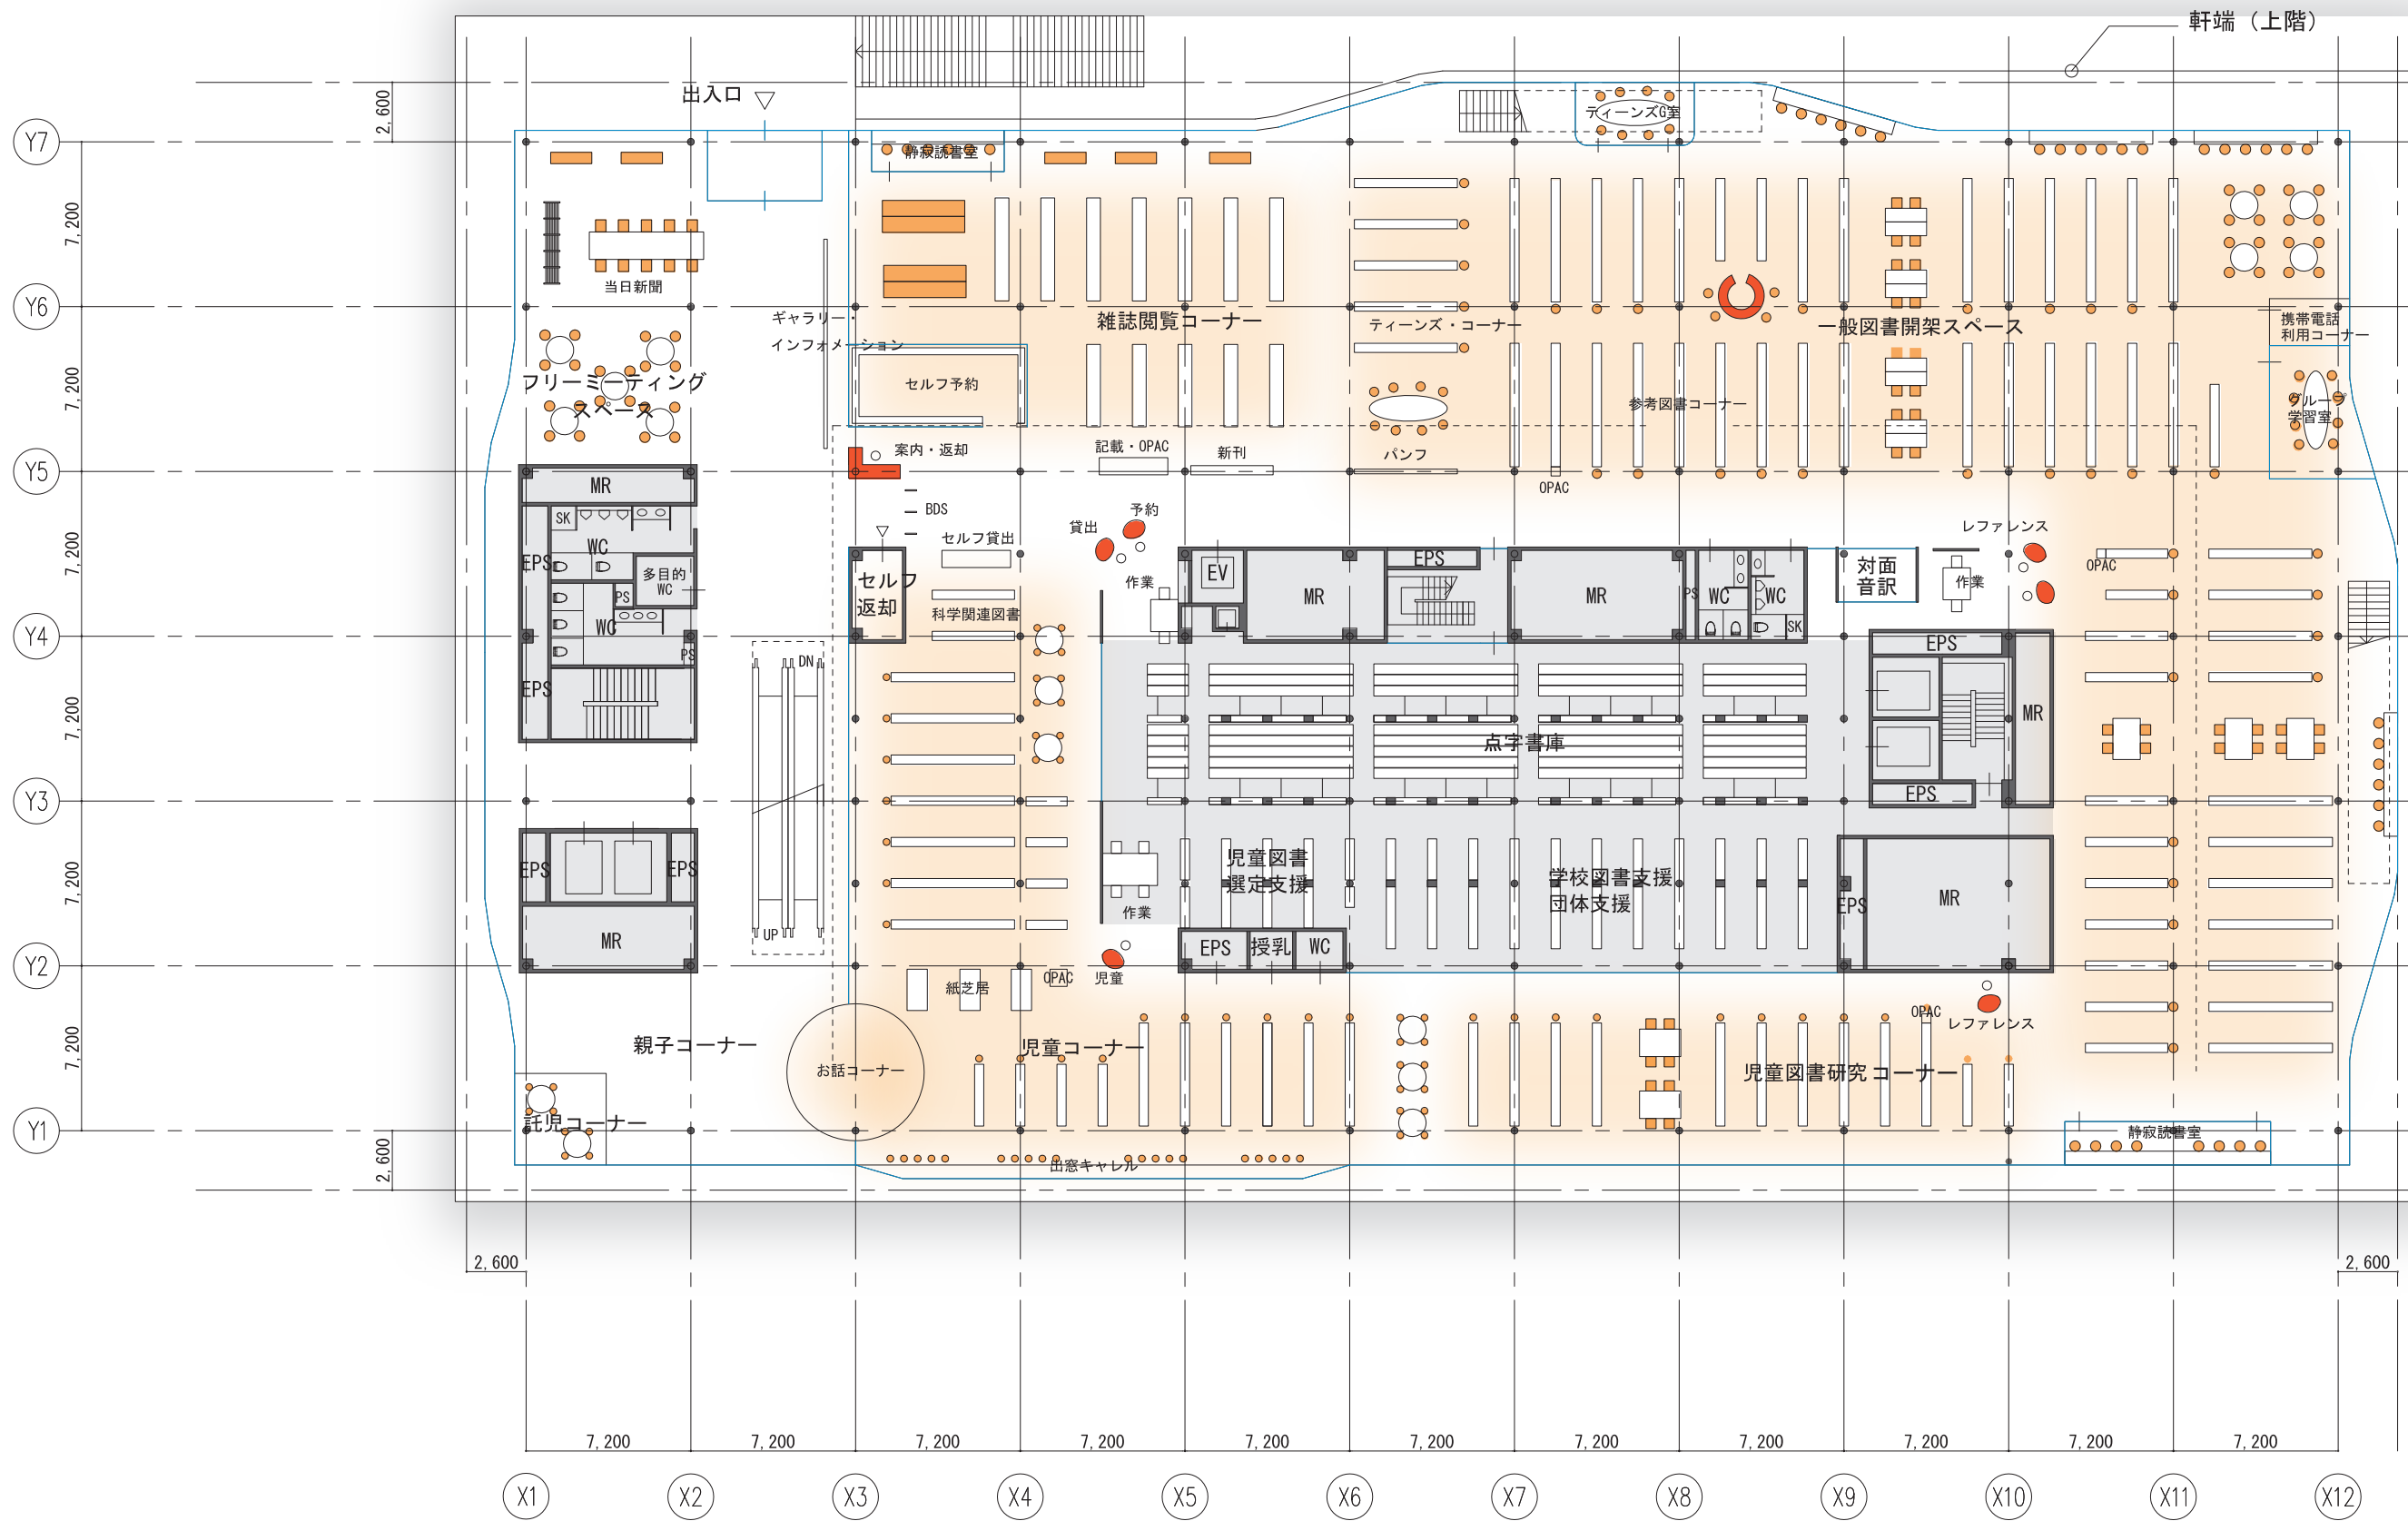 軒端（上階）
2,600
出入口
ティーンズG室
Y7
静寂読書室
7,200
当日新聞
Y6
ギャラリー・
インフォメーション
雑誌閲覧コーナー
ティーンズ・コーナー
一般図書開架スペース
携帯電話
利用コーナー
7,200
フリーミーティング
スペース
セルフ予約
参考図書コーナー
グループ
学習室
案内・返却
記載・OPAC
新刊
パンフ
Y5
MR
OPAC
7,200
SK
WC
EPS
多目的
WC
PS
WC
PS
EPS
BDS
予約
貸出
セルフ貸出
作業
セルフ
返却
科学関連図書
EV
MR
EPS
MR
PS
WC
WC
SK
対面
音訳
レファレンス
作業
OPAC
Y4
EPS
7,200
DN
MR
点字書庫
EPS
Y3
7,200
EPS
EPS
MR
UP
児童図書
選定支援
作業
学校図書支援
団体支援
EPS
MR
EPS
授乳
WC
Y2
紙芝居
OPAC
児童
OPAC
レファレンス
7,200
親子コーナー
お話コーナー
児童コーナー
児童図書研究コーナー
託児コーナー
Y1
静寂読書室
出窓キャレル
2,600
2,600
2,600
7,200
7,200
7,200
7,200
7,200
7,200
7,200
7,200
7,200
7,200
7,200
X1
X2
X3
X4
X5
X6
X7
X8
X9
X10
X11
X12